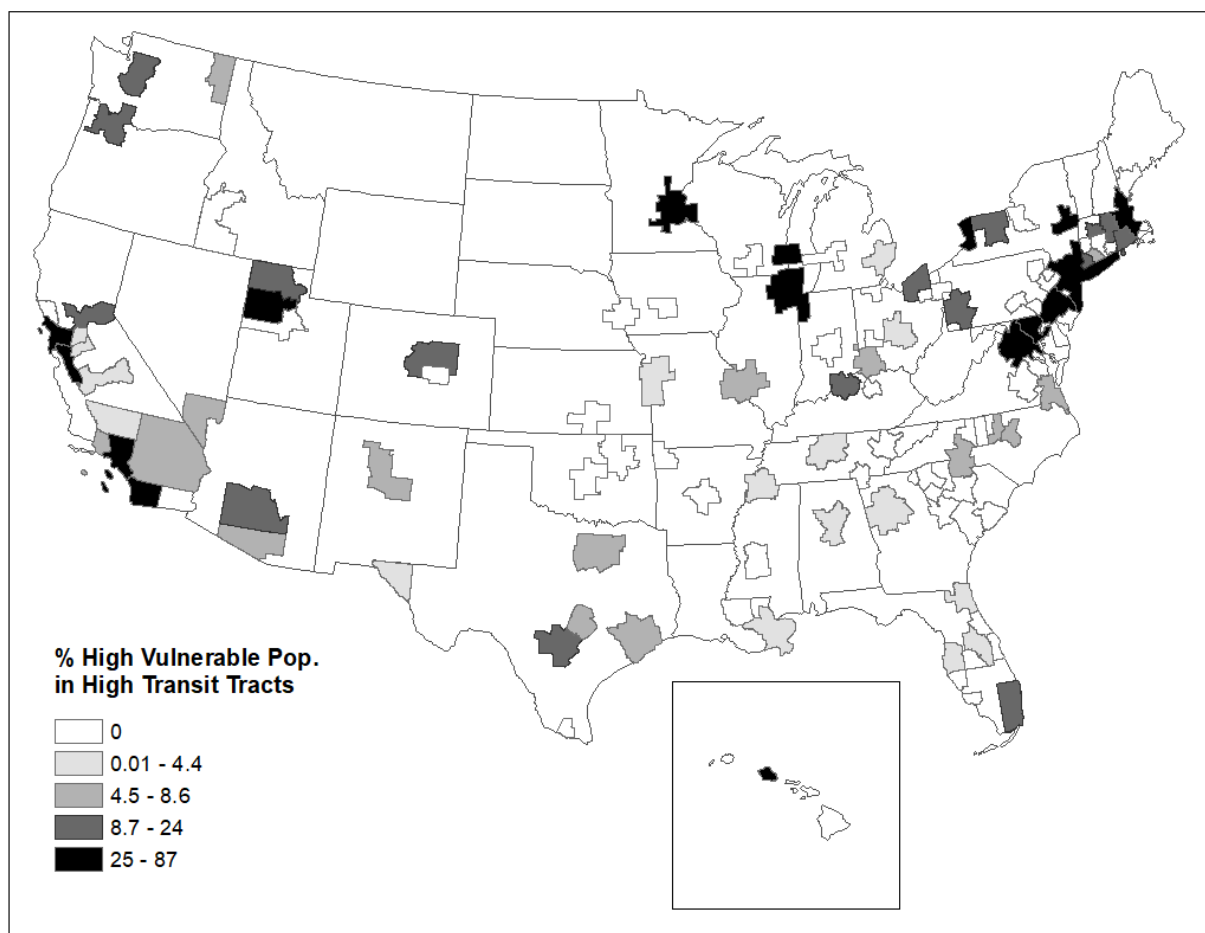 % High Vulnerable Pop.
in High Transit Tracts
0
0.01 - 4.4
4.5 - 8.6
8.7 - 24
25 - 87